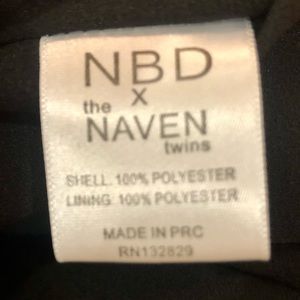 NBD
x
the
NAVEN
twins
SHELL: 100% POLYESTER
LINING: 100% POLYESTER
MADE IN PRC
RN132829